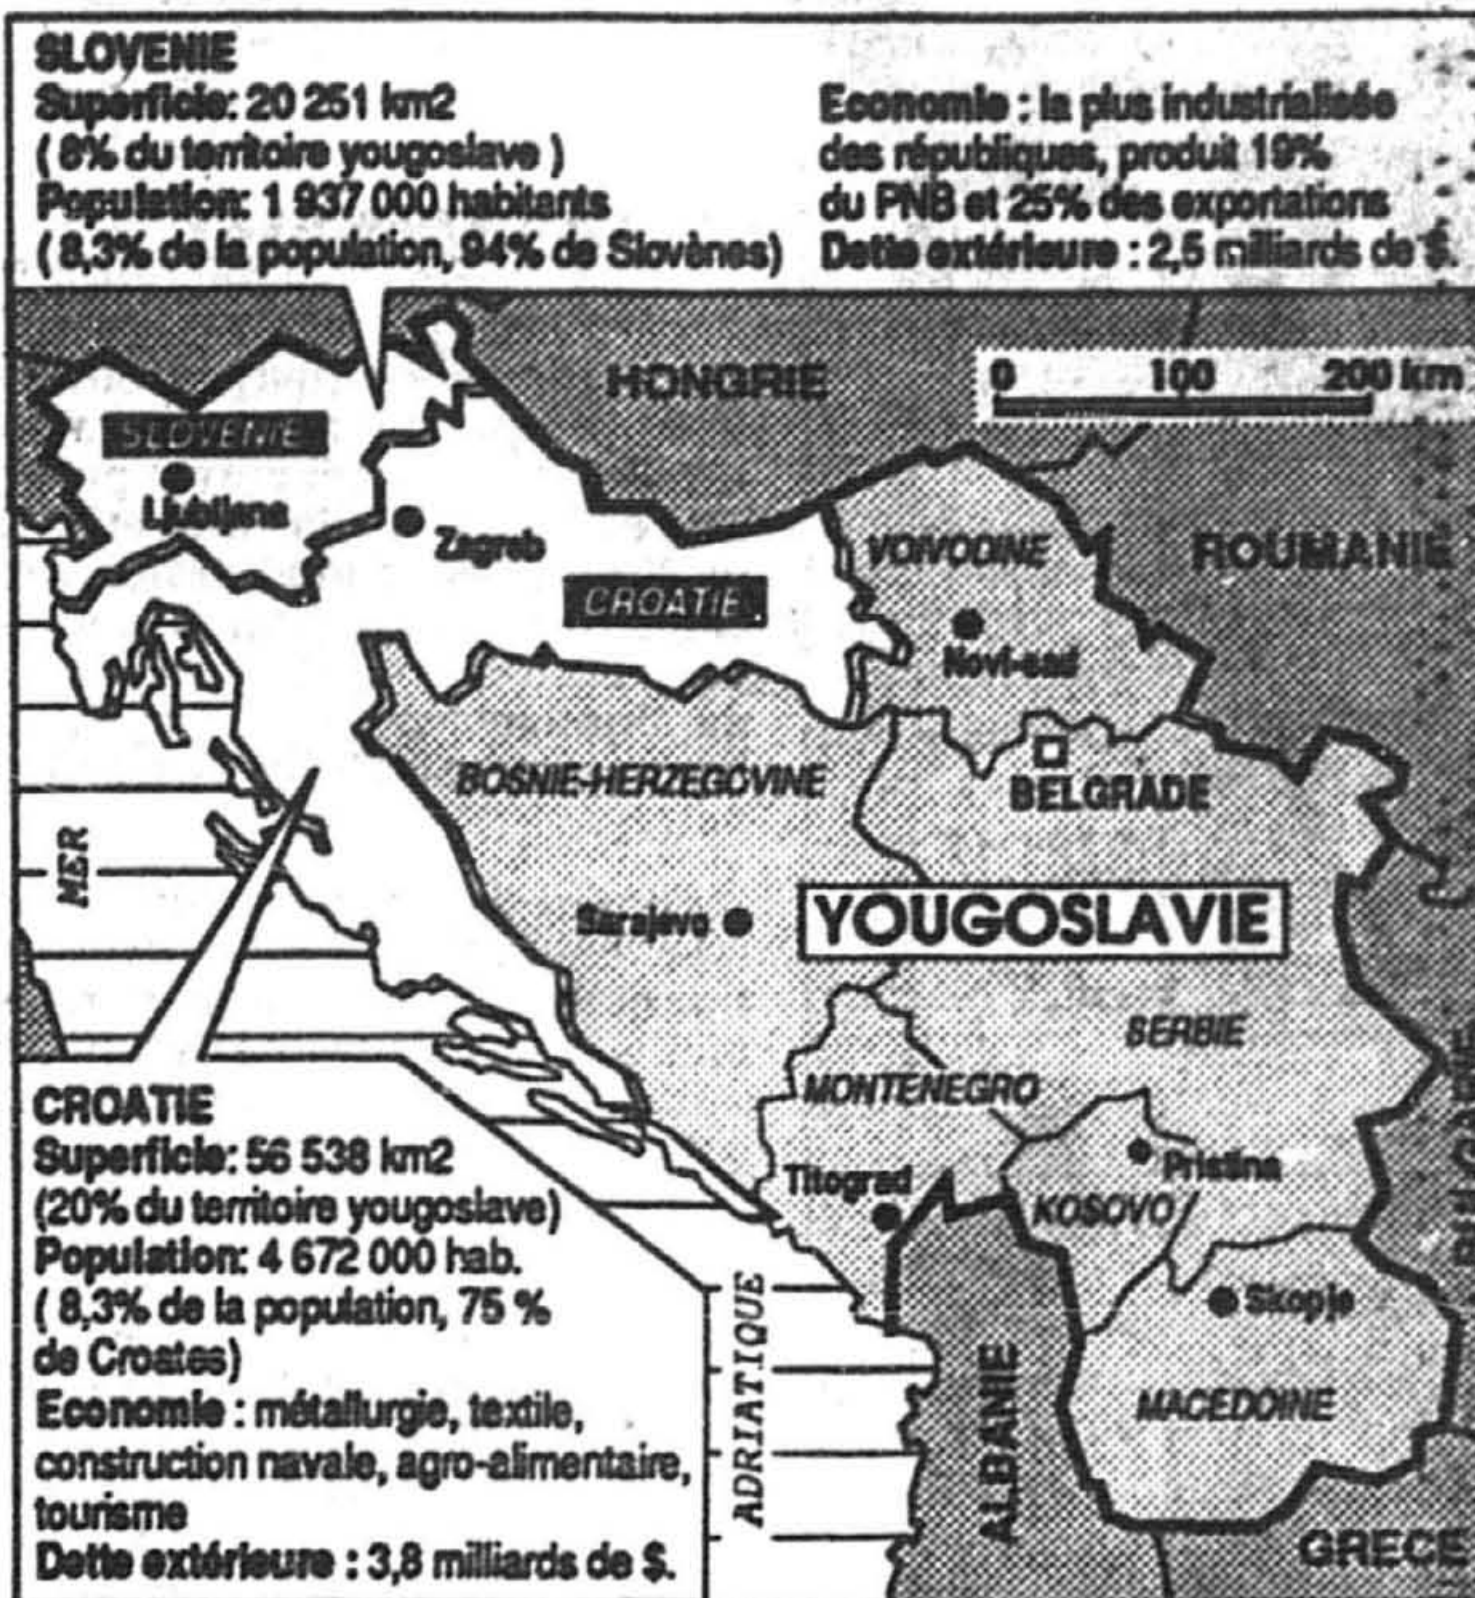 SLOVENIE
Superficie: 20 251 km2
( 8% du territoire yougoslave )
Population: 1 937 000 habitants
( 8,3% de la population, 94% de Slovènes)
Economie : la plus industrialisée
des républiques, produit 19%
du PNB et 25% des exportations
Dette extérieure : 2,5 milliards de $.
HONGRIE
0 100 200 km
SLOVENIE
Ljubljana
Zagreb
CROATIE
VOIVODINE
ROUMANIE
Novi-sad
BOSNIE-HERZEGOVINE
BELGRADE
MER
Sarajevo
YOUGOSLAVIE
SERBIE
MONTENEGRO
BULGARIE
Titograd
Pristina
KOSOVO
Skopje
MACEDOINE
ADRIATIQUE
ALBANIE
GRECE
CROATIE
Superficie: 56 538 km2
(20% du territoire yougoslave)
Population: 4 672 000 hab.
( 8,3% de la population, 75 %
de Croates)
Economie : métallurgie, textile,
construction navale, agro-alimentaire,
tourisme
Dette extérieure : 3,8 milliards de $.